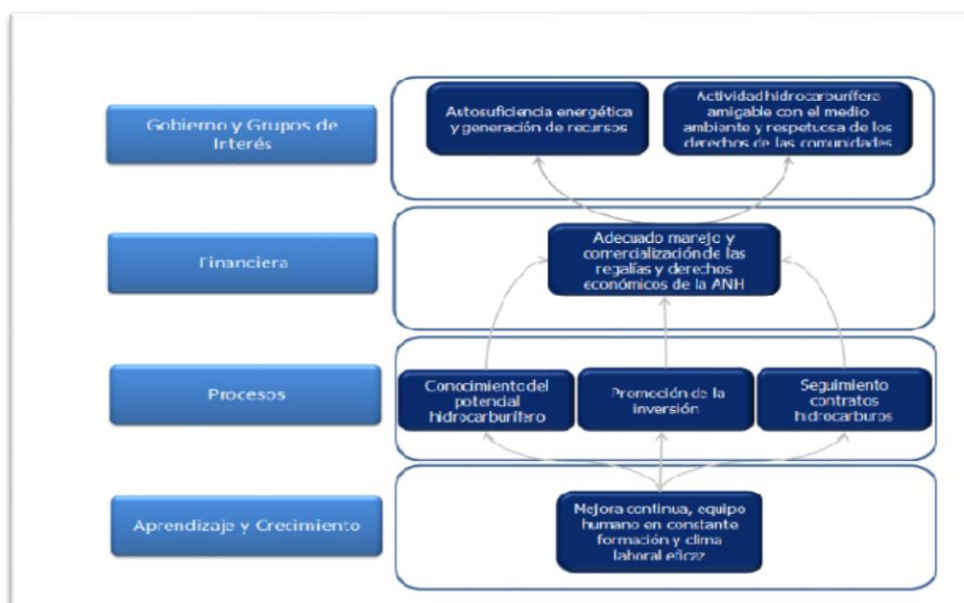 Gobierno y Grupos de
Interés
Autosuficiencia energética
y generación de recursos
Actividad hidrocarburífera
amigable con el medio
ambiente y respetuosa de los
derechos de las comunidades
Financiera
Adecuado manejo y
comercialización de las
regalías y derechos
económicos de la ANH
Procesos
Conocimiento del
potencial
hidrocarburífero
Promoción de la
inversión
Seguimiento
contratos
hidrocarburos
Aprendizaje y Crecimiento
Mejora continua, equipo
humano en constante
formación y clima
laboral eficaz